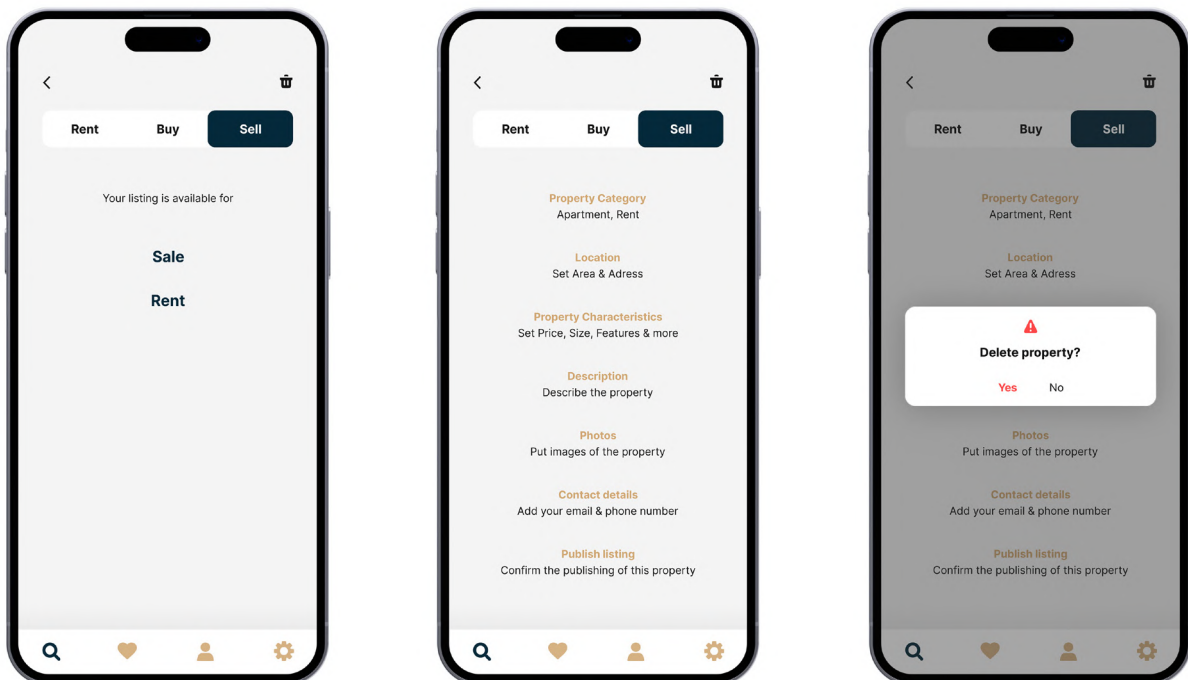 Rent Buy Sell
Your listing is available for
Sale
Rent
Rent Buy Sell
Property Category
Apartment, Rent
Location
Set Area & Adress
Property Characteristics
Set Price, Size, Features & more
Description
Describe the property
Photos
Put images of the property
Contact details
Add your email & phone number
Publish listing
Confirm the publishing of this property
Rent Buy Sell
Property Category
Apartment, Rent
Location
Set Area & Adress
Delete property?
Yes No
Photos
Put images of the property
Contact details
Add your email & phone number
Publish listing
Confirm the publishing of this property